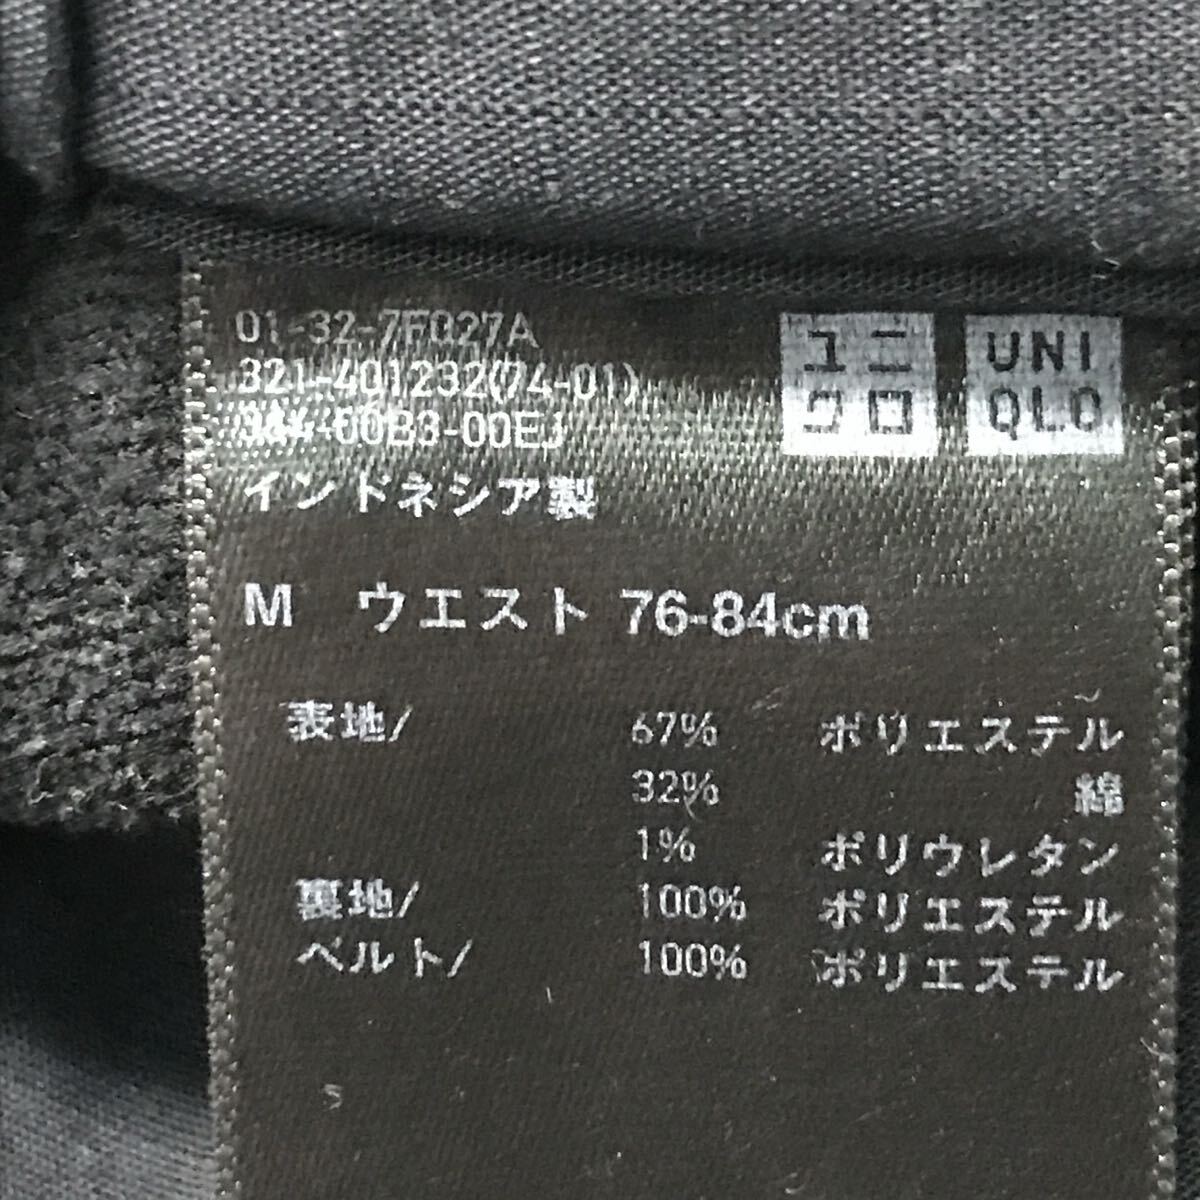 01-32-7F027A
321-401232(74-01)
344-00B3-00EJ
インドネシア製
ユニ
クロ
UNI
QLO
M ウエスト 76-84cm
表地/ 67% ポリエステル
32% 綿
1% ポリウレタン
裏地/ 100% ポリエステル
ベルト/ 100% ポリエステル